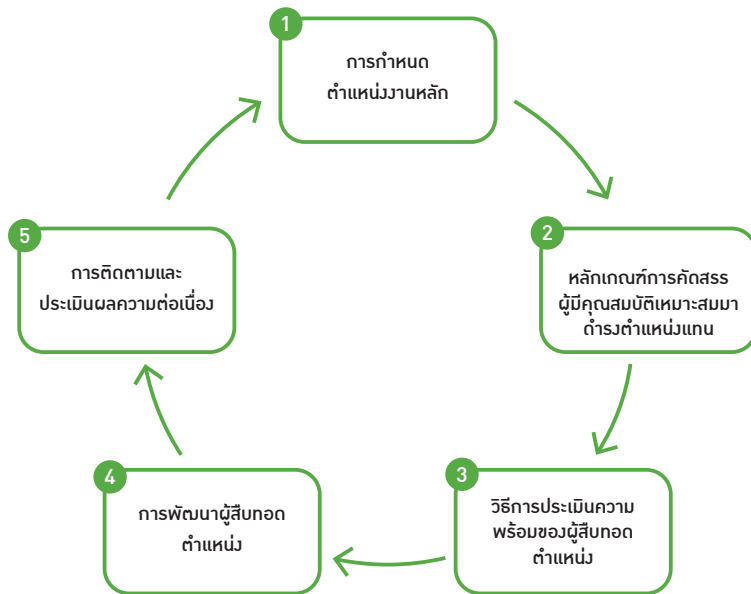 1
การกำหนด
ตำแหน่งงานหลัก
2
หลักเกณฑ์การคัดสรร
ผู้มีคุณสมบัติเหมาะสมมา
ดำรงตำแหน่งแทน
3
วิธีการประเมินความ
พร้อมของผู้สืบทอด
ตำแหน่ง
4
การพัฒนาผู้สืบทอด
ตำแหน่ง
5
การติดตามและ
ประเมินผลความต่อเนื่อง